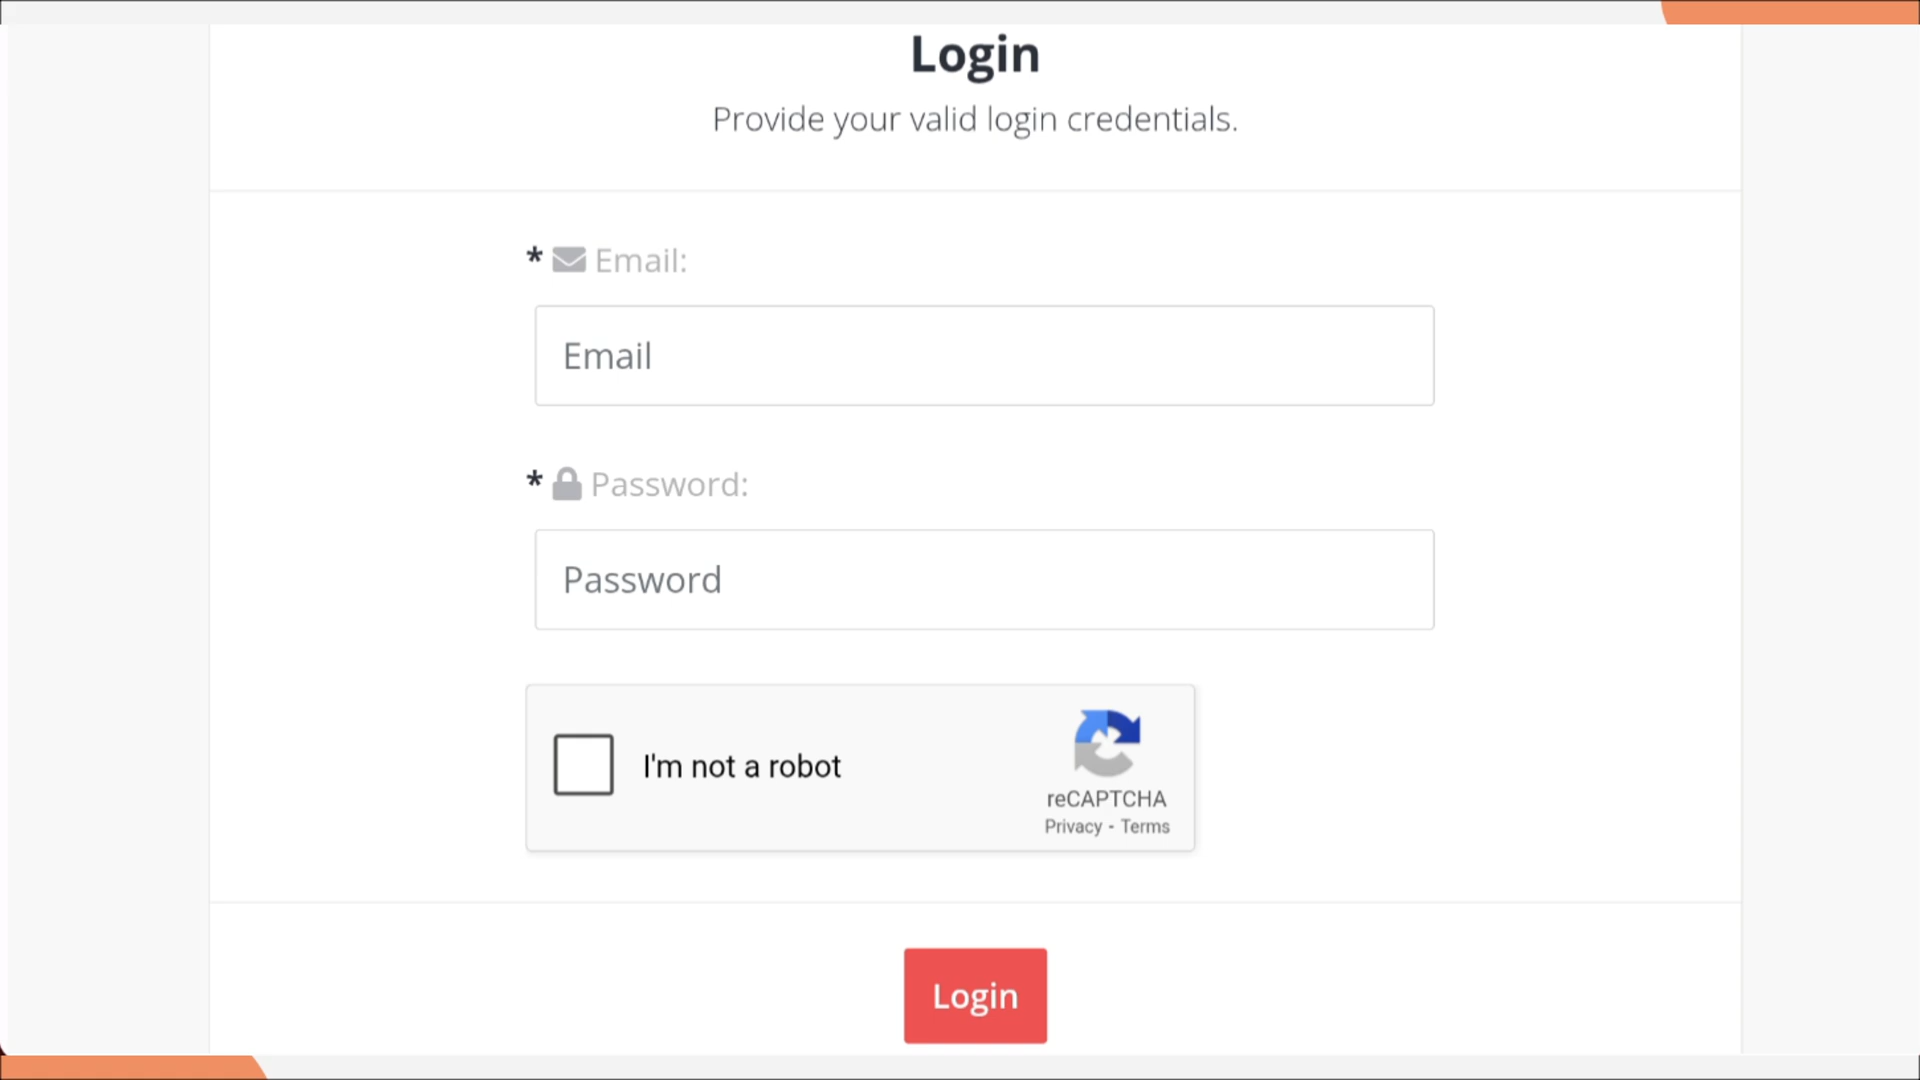 Login
Provide your valid login credentials.
* Email:
Email
* Password:
Password
I'm not a robot
reCAPTCHA
Privacy - Terms
Login